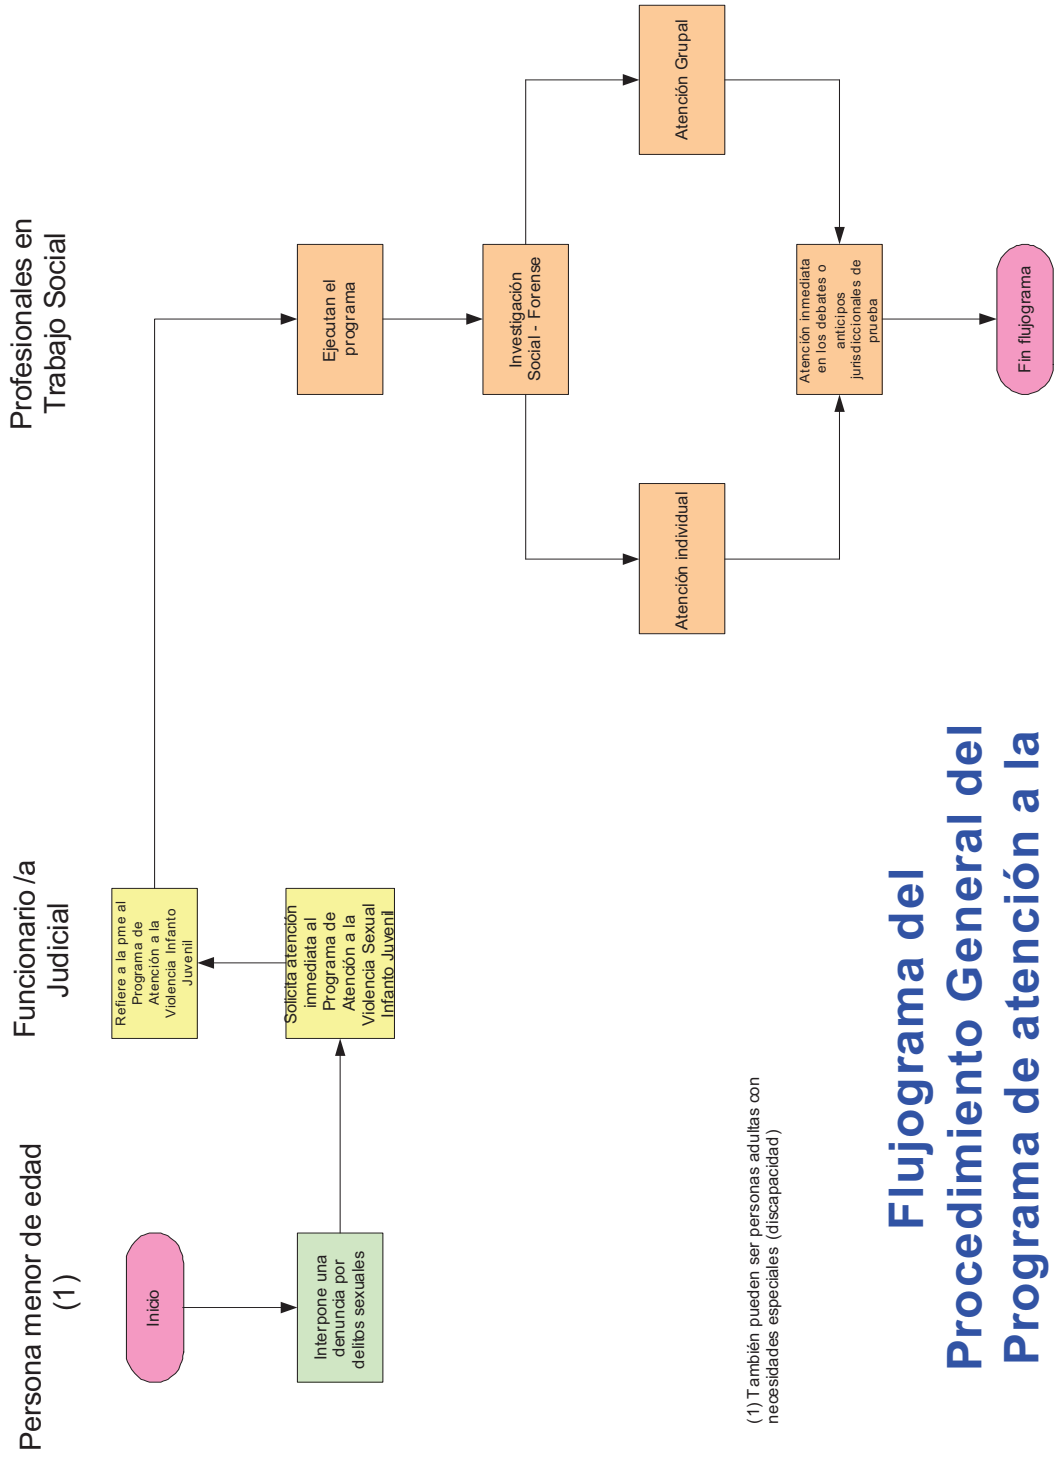 Persona menor de edad
(1)
Funcionario/a
Judicial
Profesionales en
Trabajo Social
Inicio
Interpone una
denuncia por
delitos sexuales
Refiere a la pme al
Programa de
Atención a la
Violencia Infanto
Juvenil
Solicita atención
inmediata al
Programa de
Atención a la
Violencia Sexual
Infanto Juvenil
Ejecutan el
programa
Investigación
Social - Forense
Atención individual
Atención Grupal
Atención inmediata
en los debates o
anticipos
jurisdiccionales de
prueba
Fin flujograma
(1) También pueden ser personas adultas con
necesidades especiales (discapacidad)
Flujograma del
Procedimiento General del
Programa de atención a la